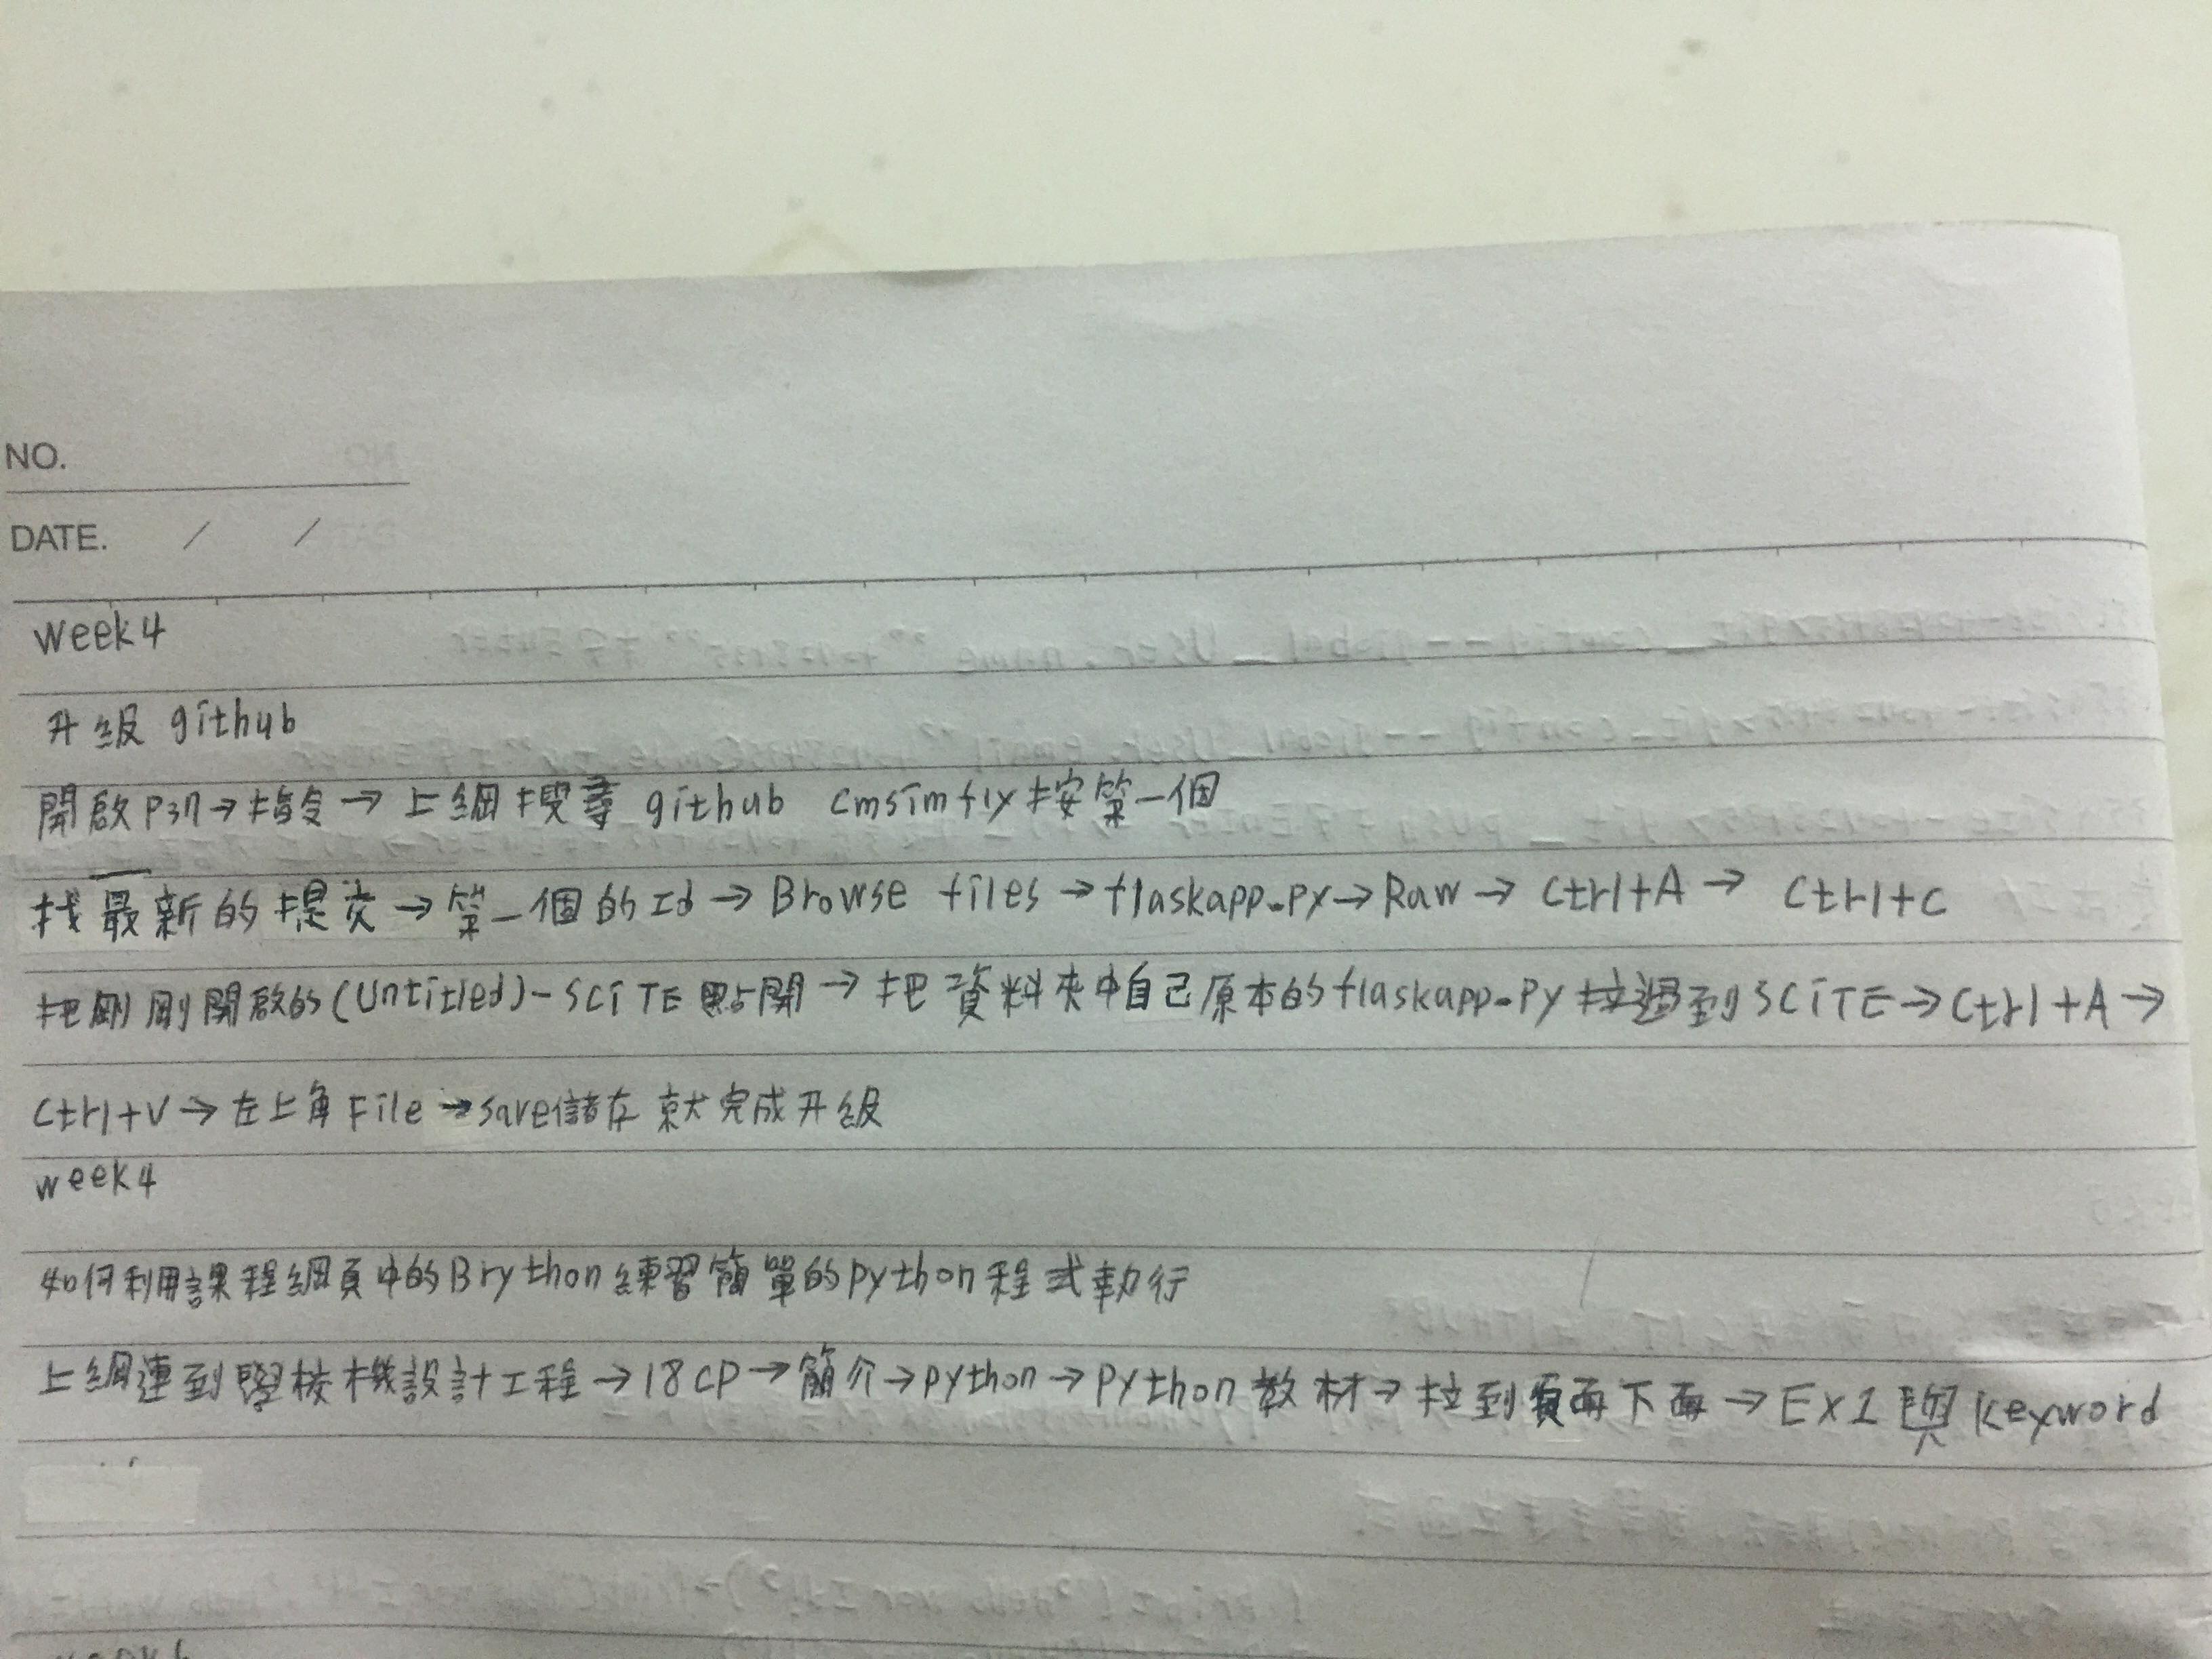 NO.
DATE. / /
week4
升級 github
開啟P3n→指令→上網搜尋 github cmsimfly按第一個
找最新的提交→第一個的Id→Browse files→flaskapp.py→Raw→Ctrl+A→ Ctrl+C
把剛剛開啟的(Untitled)-SCiTE點開→把資料夾中自己原本的flaskapp.py拉過到SCiTE→Ctrl+A→
Ctrl+V→左上角File→save儲存就完成升級
week4
如何利用課程網頁中的Brython練習簡單的python程式執行
上網連到學校機設計工程→18CP→簡介→python→Python教材→拉到頁面下面→EX1與keyword